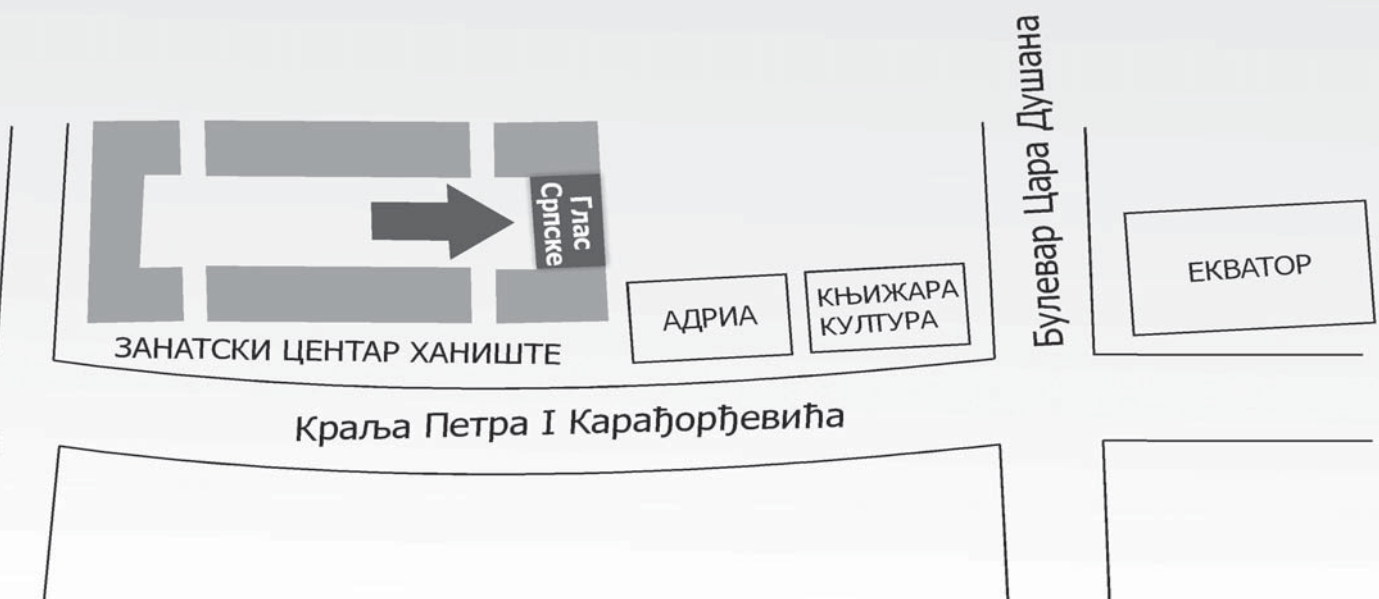 Булевар Цара Душана
Глас
Српске
ЕКВАТОР
АДРИА
КЊИЖАРА
КУЛТУРА
ЗАНАТСКИ ЦЕНТАР ХАНИШТЕ
Краља Петра I Карађорђевића